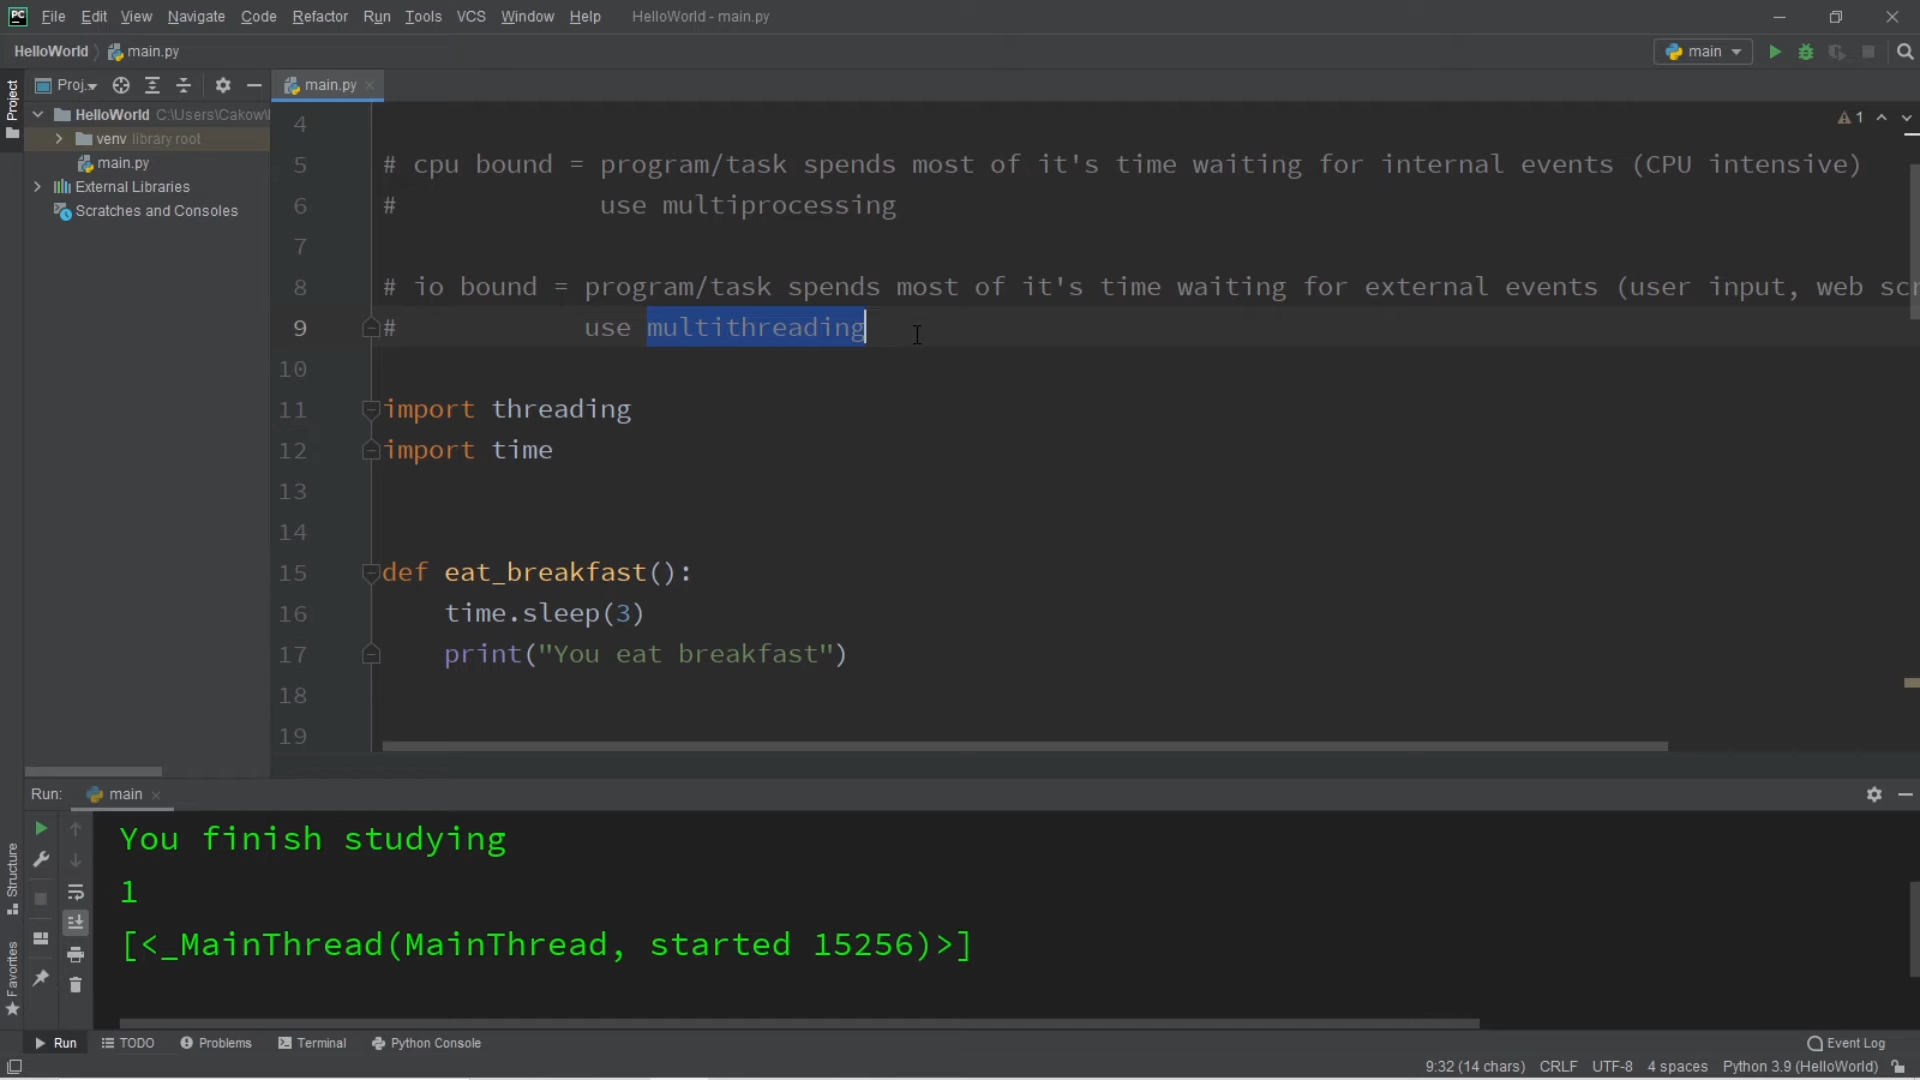 PC File Edit View Navigate Code Refactor Run Tools VCS Window Help HelloWorld - main.py
HelloWorld main.py main
Project Proj. main.py
HelloWorld C:\Users\Cakow\
venv library root
main.py
External Libraries
Scratches and Consoles
1
4
5 # cpu bound = program/task spends most of it's time waiting for internal events (CPU intensive)
6 # use multiprocessing
7
8 # io bound = program/task spends most of it's time waiting for external events (user input, web scr
9 # use multithreading
10
11 import threading
12 import time
13
14
15 def eat_breakfast():
16 time.sleep(3)
17 print("You eat breakfast")
18
19
Run: main
You finish studying
1
[<_MainThread(MainThread, started 15256)>]
Structure
Favorites
Run TODO Problems Terminal Python Console Event Log
9:32 (14 chars) CRLF UTF-8 4 spaces Python 3.9 (HelloWorld)